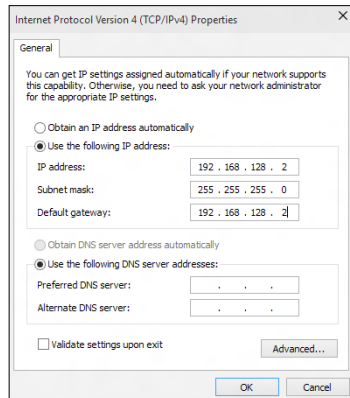 Internet Protocol Version 4 (TCP/IPv4) Properties
General
You can get IP settings assigned automatically if your network supports
this capability. Otherwise, you need to ask your network administrator
for the appropriate IP settings.
Obtain an IP address automatically
Use the following IP address:
IP address: 192 . 168 . 128 . 2
Subnet mask: 255 . 255 . 255 . 0
Default gateway: 192 . 168 . 128 . 2
Obtain DNS server address automatically
Use the following DNS server addresses:
Preferred DNS server: . . .
Alternate DNS server: . . .
Validate settings upon exit
Advanced...
OK Cancel